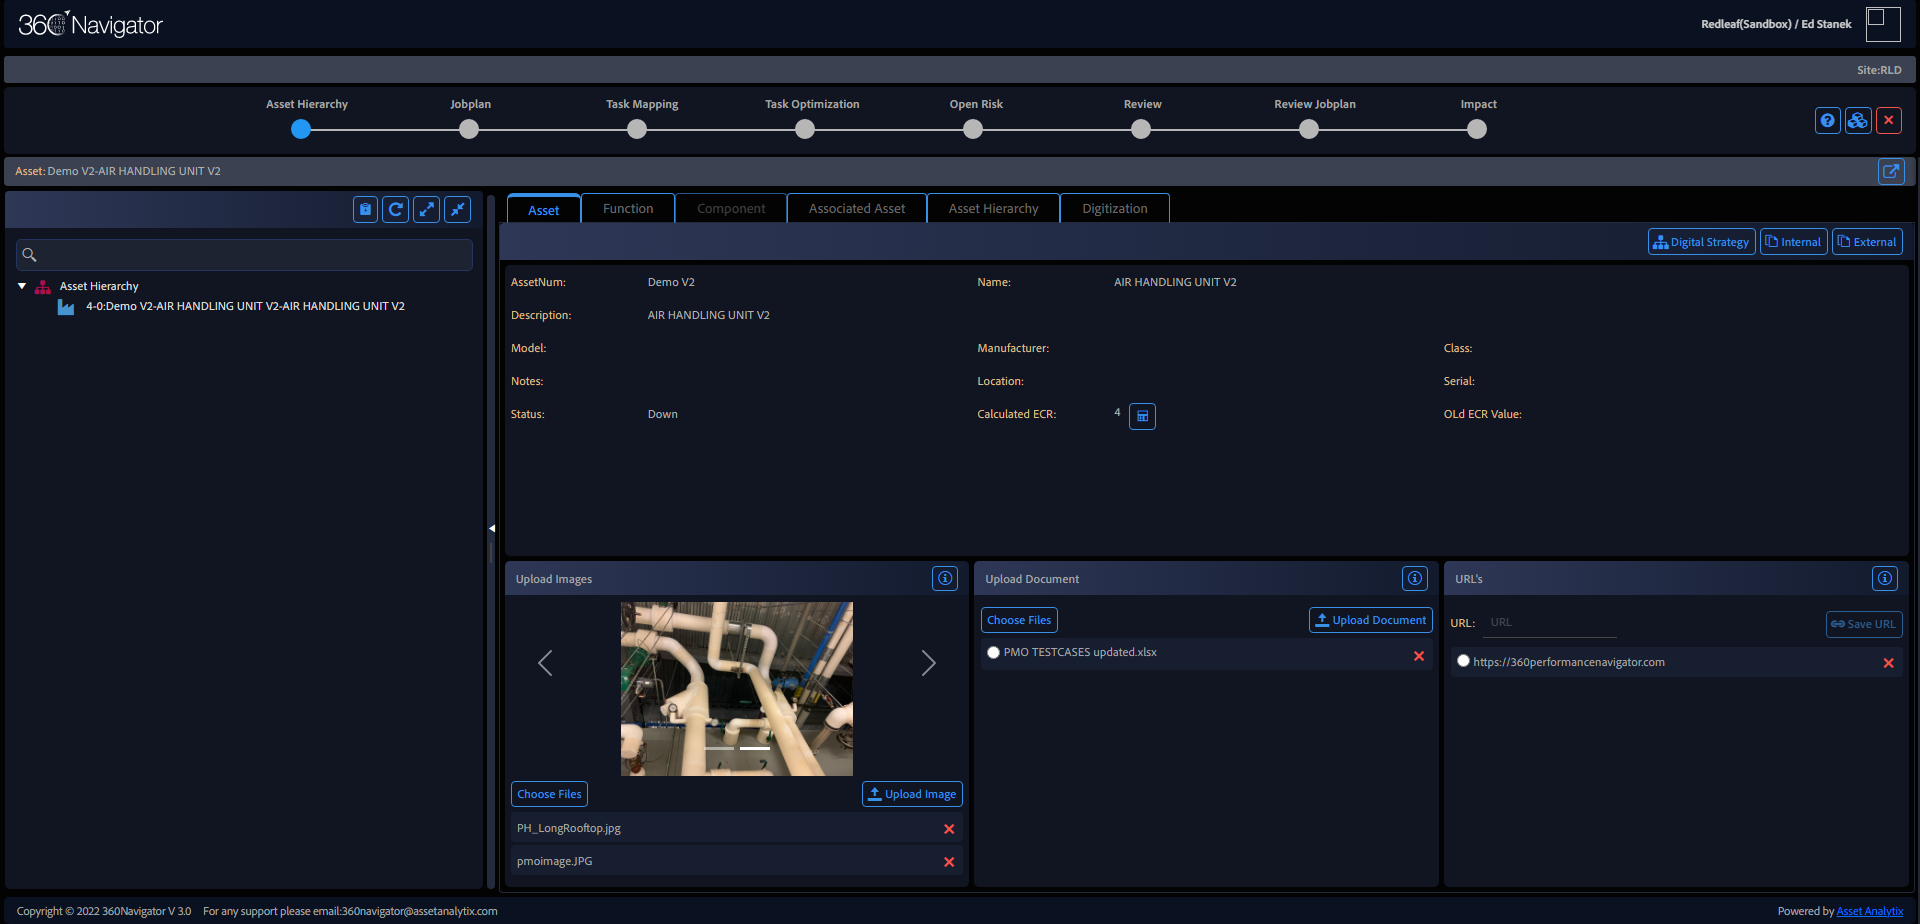 360 Navigator
Redleaf(Sandbox) / Ed Stanek
Site:RLD
Asset Hierarchy Jobplan Task Mapping Task Optimization Open Risk Review Review Jobplan Impact
Asset: Demo V2-AIR HANDLING UNIT V2
Asset Function Component Associated Asset Asset Hierarchy Digitization
Digital Strategy Internal External
Asset Hierarchy
4-0:Demo V2-AIR HANDLING UNIT V2-AIR HANDLING UNIT V2
AssetNum: Demo V2 Name: AIR HANDLING UNIT V2
Description: AIR HANDLING UNIT V2
Model: Manufacturer: Class:
Notes: Location: Serial:
Status: Down Calculated ECR: 4 OLd ECR Value:
Upload Images
Choose Files Upload Image
PH_LongRooftop.jpg
pmoimage.JPG
Upload Document
Choose Files Upload Document
PMO TESTCASES updated.xlsx
URL's
URL: URL Save URL
https://360performancenavigator.com
Copyright © 2022 360Navigator V 3.0 For any support please email:360navigator@assetanalytix.com
Powered by Asset Analytix